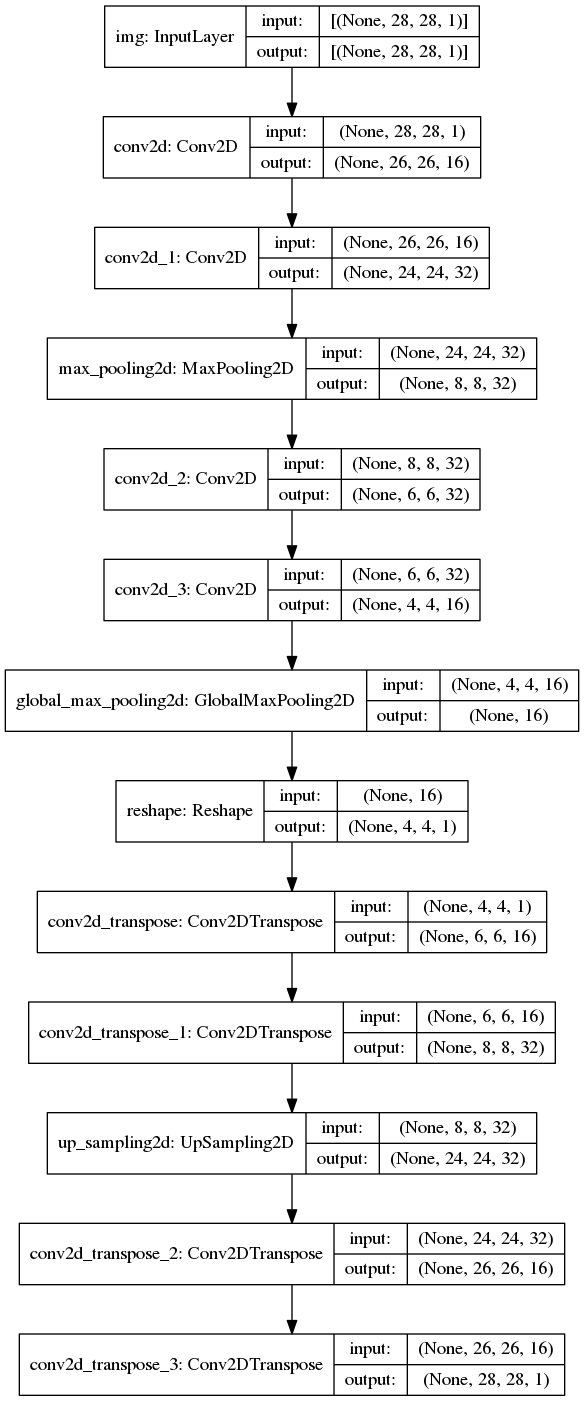 img: InputLayer
input:
[(None, 28, 28, 1)]
output:
[(None, 28, 28, 1)]
conv2d: Conv2D
input:
(None, 28, 28, 1)
output:
(None, 26, 26, 16)
conv2d_1: Conv2D
input:
(None, 26, 26, 16)
output:
(None, 24, 24, 32)
max_pooling2d: MaxPooling2D
input:
(None, 24, 24, 32)
output:
(None, 8, 8, 32)
conv2d_2: Conv2D
input:
(None, 8, 8, 32)
output:
(None, 6, 6, 32)
conv2d_3: Conv2D
input:
(None, 6, 6, 32)
output:
(None, 4, 4, 16)
global_max_pooling2d: GlobalMaxPooling2D
input:
(None, 4, 4, 16)
output:
(None, 16)
reshape: Reshape
input:
(None, 16)
output:
(None, 4, 4, 1)
conv2d_transpose: Conv2DTranspose
input:
(None, 4, 4, 1)
output:
(None, 6, 6, 16)
conv2d_transpose_1: Conv2DTranspose
input:
(None, 6, 6, 16)
output:
(None, 8, 8, 32)
up_sampling2d: UpSampling2D
input:
(None, 8, 8, 32)
output:
(None, 24, 24, 32)
conv2d_transpose_2: Conv2DTranspose
input:
(None, 24, 24, 32)
output:
(None, 26, 26, 16)
conv2d_transpose_3: Conv2DTranspose
input:
(None, 26, 26, 16)
output:
(None, 28, 28, 1)